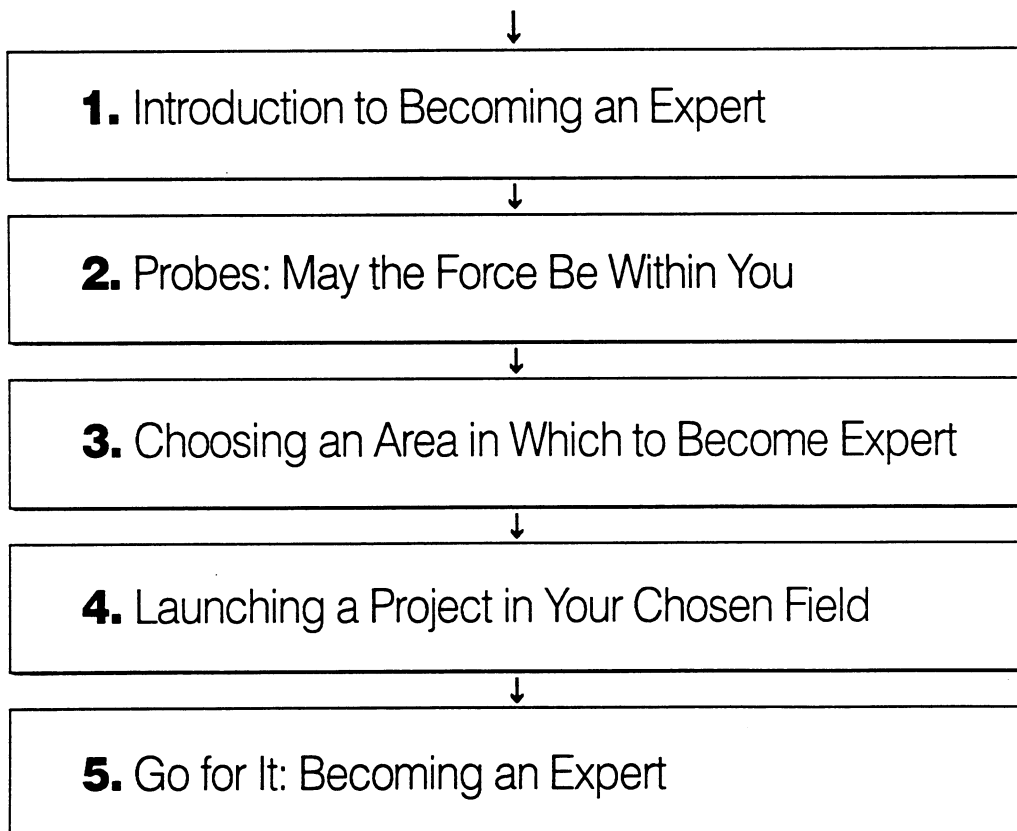 1. Introduction to Becoming an Expert
2. Probes: May the Force Be Within You
3. Choosing an Area in Which to Become Expert
4. Launching a Project in Your Chosen Field
5. Go for It: Becoming an Expert